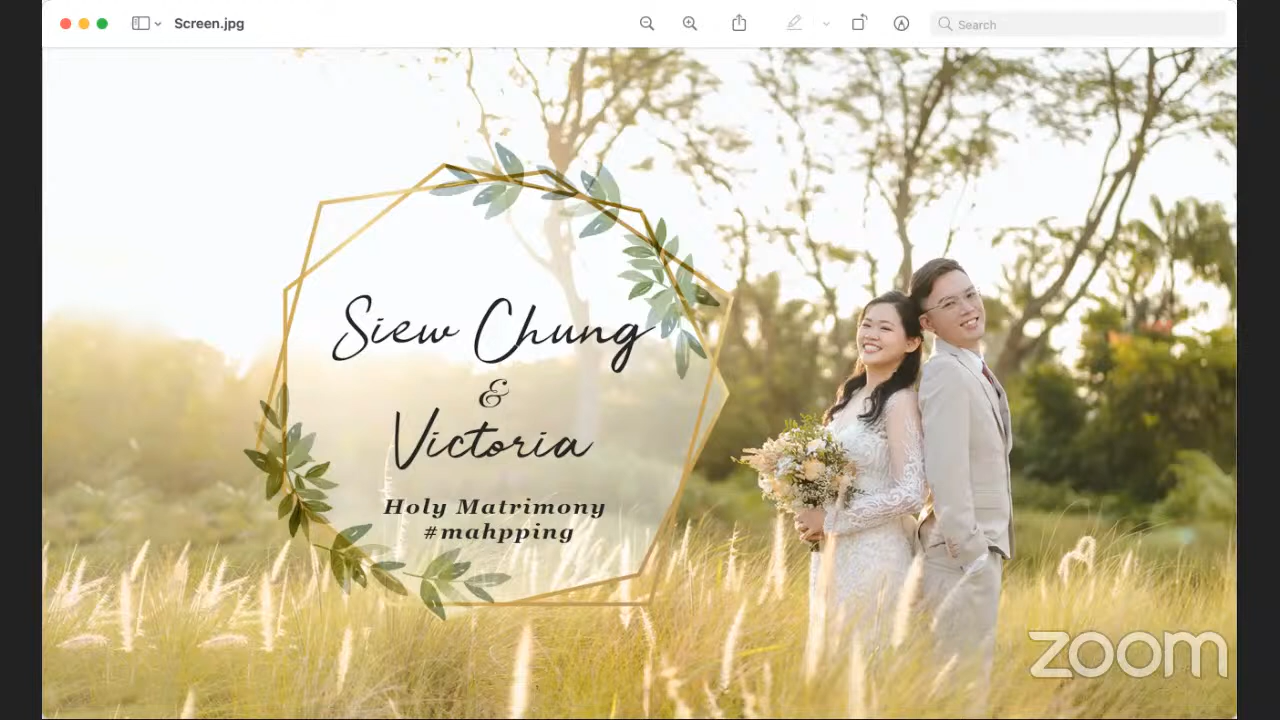 Screen.jpg
Search
Siew Chung
&
Victoria
Holy Matrimony
#mahpping
zoom